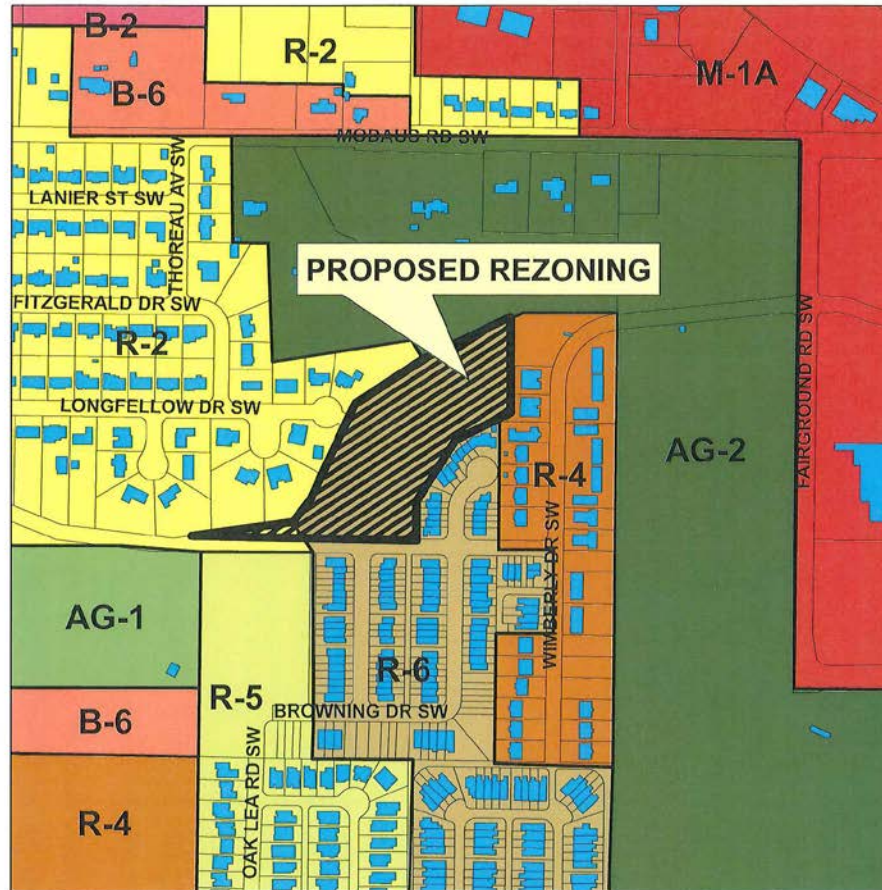 B-2
R-2
B-6
M-1A
MODAUS RD SW
THOREAU AV SW
LANIER ST SW
PROPOSED REZONING
FITZGERALD DR SW
R-2
LONGFELLOW DR SW
FAIRGROUND RD SW
R-4
AG-2
WIMBERLY DR SW
AG-1
R-5
R-6
B-6
BROWNING DR SW
OAK LEA RD SW
R-4